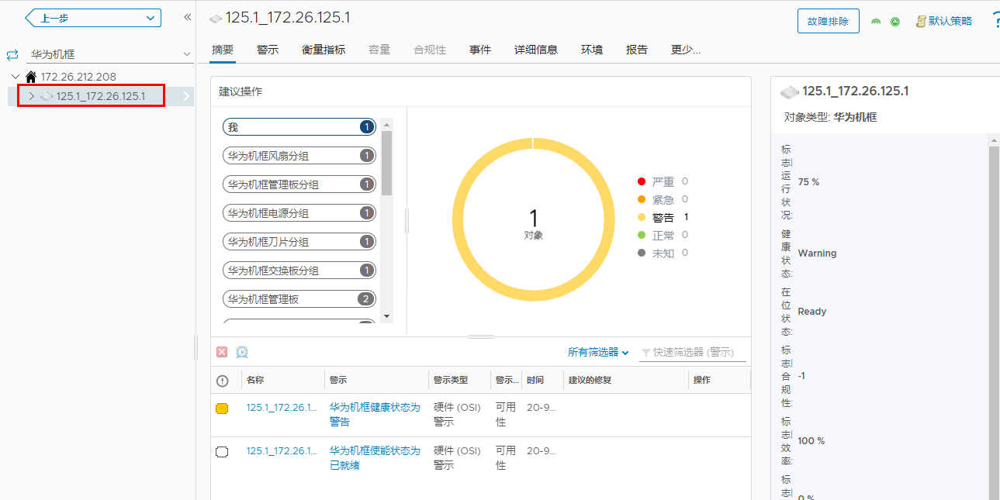 上一步
华为机框
172.26.212.208
125.1_172.26.125.1
125.1_172.26.125.1
故障排除
默认策略
摘要 警示 衡量指标 容量 合规性 事件 详细信息 环境 报告 更少...
建议操作
我 1
华为机框风扇分组 1
华为机框管理板分组 1
华为机框电源分组 1
华为机框刀片分组 1
华为机框交换板分组 1
华为机框管理板 2
1
对象
严重 0
紧急 0
警告 1
正常 0
未知 0
所有筛选器 快速筛选器 (警示)
名称 警示 警示类型 警示... 时间 建议的修复 操作
125.1_172.26.1... 华为机框健康状态为 硬件 (OSI) 可用 20-9...
警告 警示 性
125.1_172.26.1... 华为机框使能状态为 硬件 (OSI) 可用 20-9...
已就绪 警示 性
125.1_172.26.125.1
对象类型: 华为机框
标
志|
运
行
状
况:
75 %
健
康
状
态:
Warning
在
位
状
态:
Ready
标
志|
合
规
性:
-1
标
志|
效
率:
100 %
标
志|
0 %